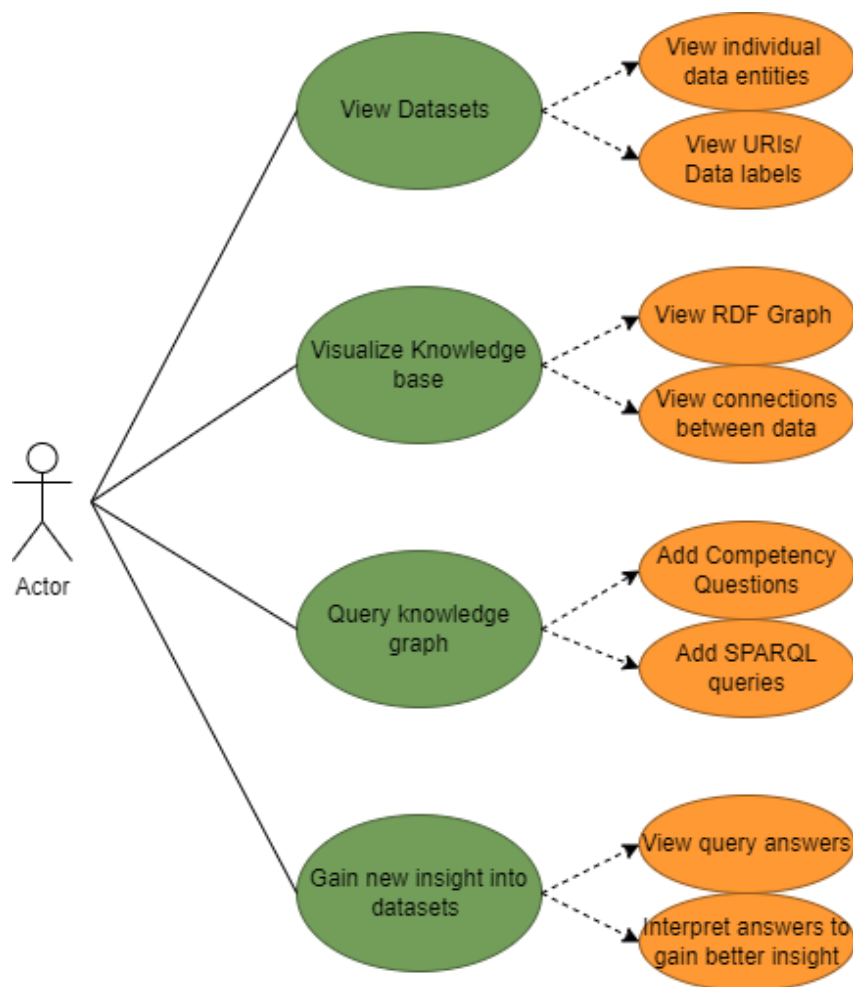 View individual
data entities
View Datasets
View URIs/
Data labels
View RDF Graph
Visualize Knowledge
base
View connections
between data
Actor
Add Competency
Questions
Query knowledge
graph
Add SPARQL
queries
View query answers
Gain new insight into
datasets
Interpret answers to
gain better insight